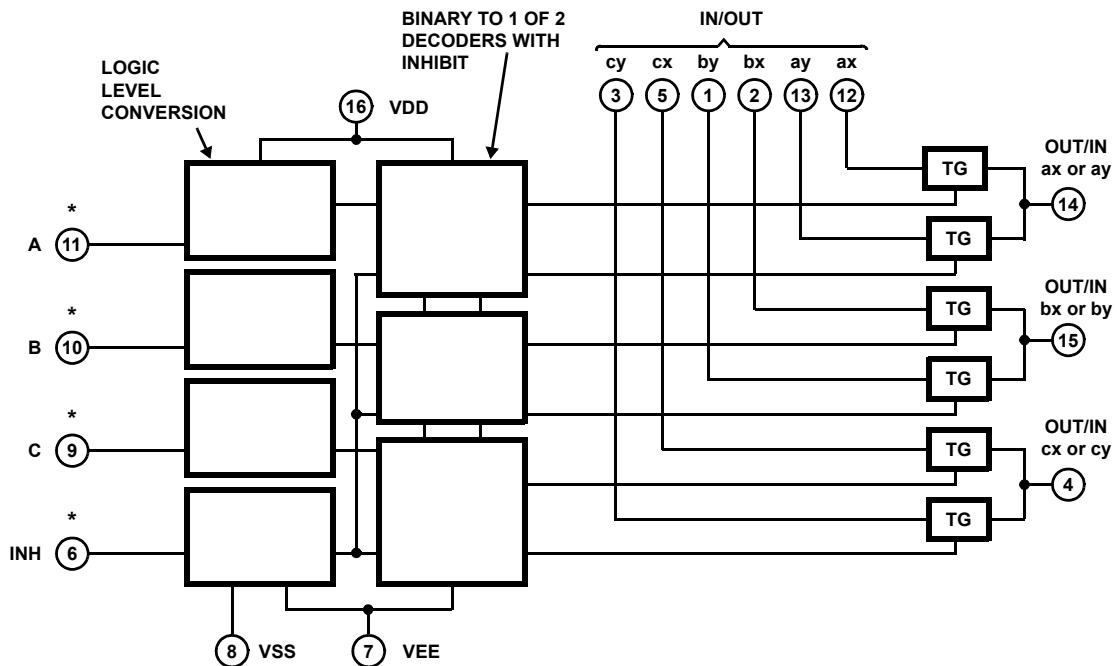 BINARY TO 1 OF 2
DECODERS WITH
INHIBIT
IN/OUT
LOGIC
LEVEL
CONVERSION
cy cx by bx ay ax
3 5 1 2 13 12
16 VDD
OUT/IN
ax or ay
TG
14
*
A 11
TG
OUT/IN
bx or by
TG
15
*
B 10
TG
OUT/IN
cx or cy
TG
*
C 9
4
TG
*
INH 6
8 VSS
7 VEE